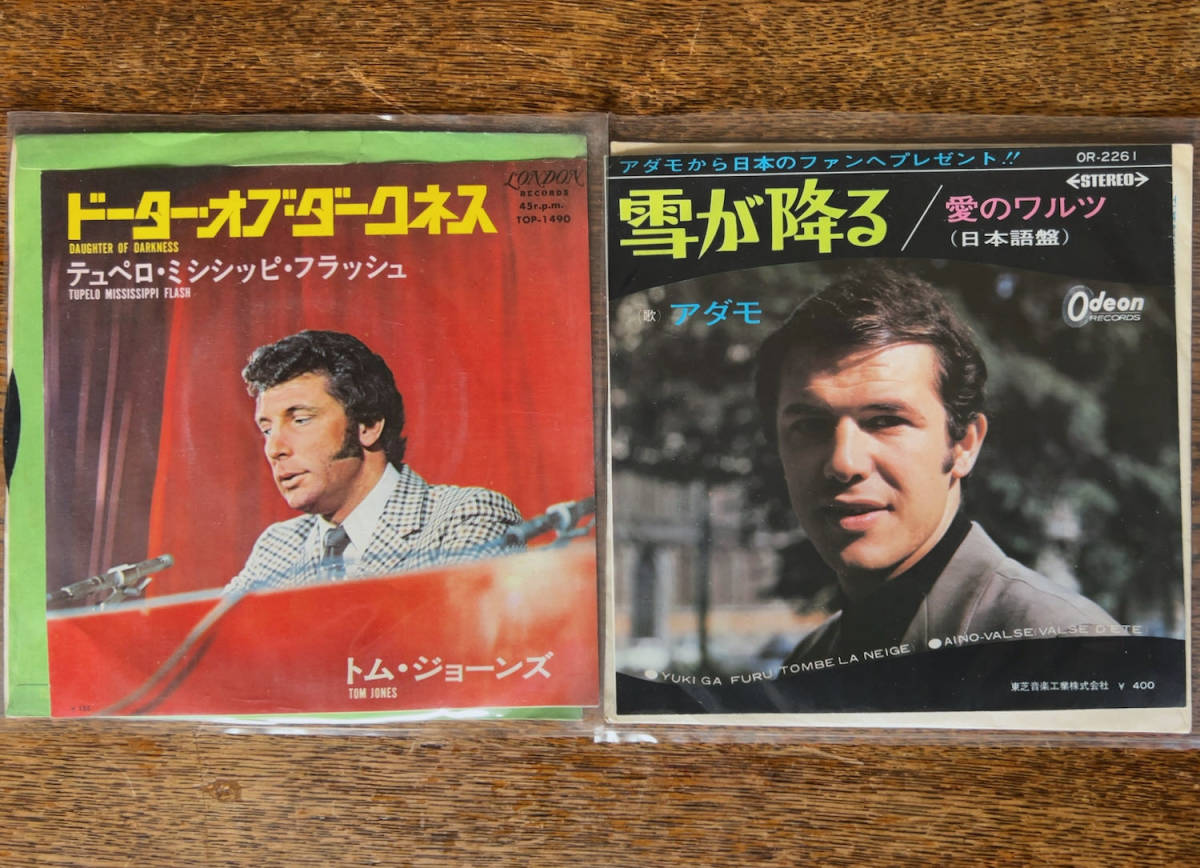 ドーター・オブ・ダークネス
DAUGHTER OF DARKNESS
テュペロ・ミシシッピ・フラッシュ
TUPELO MISSISSIPPI FLASH
LONDON
RECORDS
45r.p.m.
TOP-1490
トム・ジョーンズ
TOM JONES
アダモから日本のファンへプレゼント!!
OR-2261
STEREO
雪が降る/愛のワルツ
(日本語盤)
(歌) アダモ
Odeon
RECORDS
●YUKI GA FURU(TOMBE LA NEIGE)
●AINO-VALSE(VALSE D'ETE
東芝音楽工業株式会社 ¥ 400